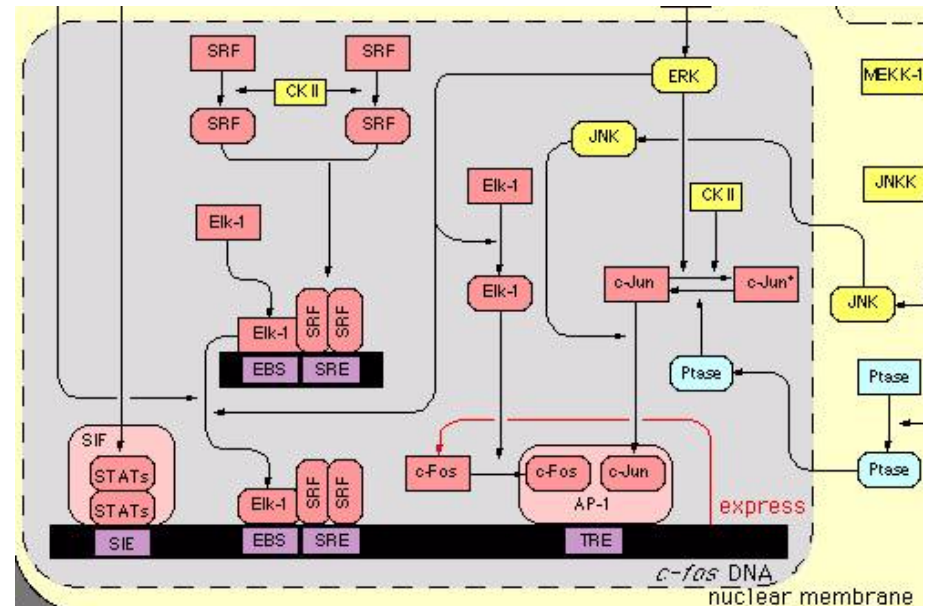 SRF
SRF
ERK
MEKK-1
CK II
SRF
SRF
JNK
Elk-1
CK II
JNKK
Elk-1
c-Jun
c-Jun*
Elk-1
SRF
SRF
JNK
Elk-1
EBS
SRE
Ptase
Ptase
SIF
STATs
STATs
c-Fos
c-Fos
c-Jun
Ptase
Elk-1
SRF
SRF
AP-1
express
SIE
EBS
SRE
TRE
c-fos DNA
nuclear membrane